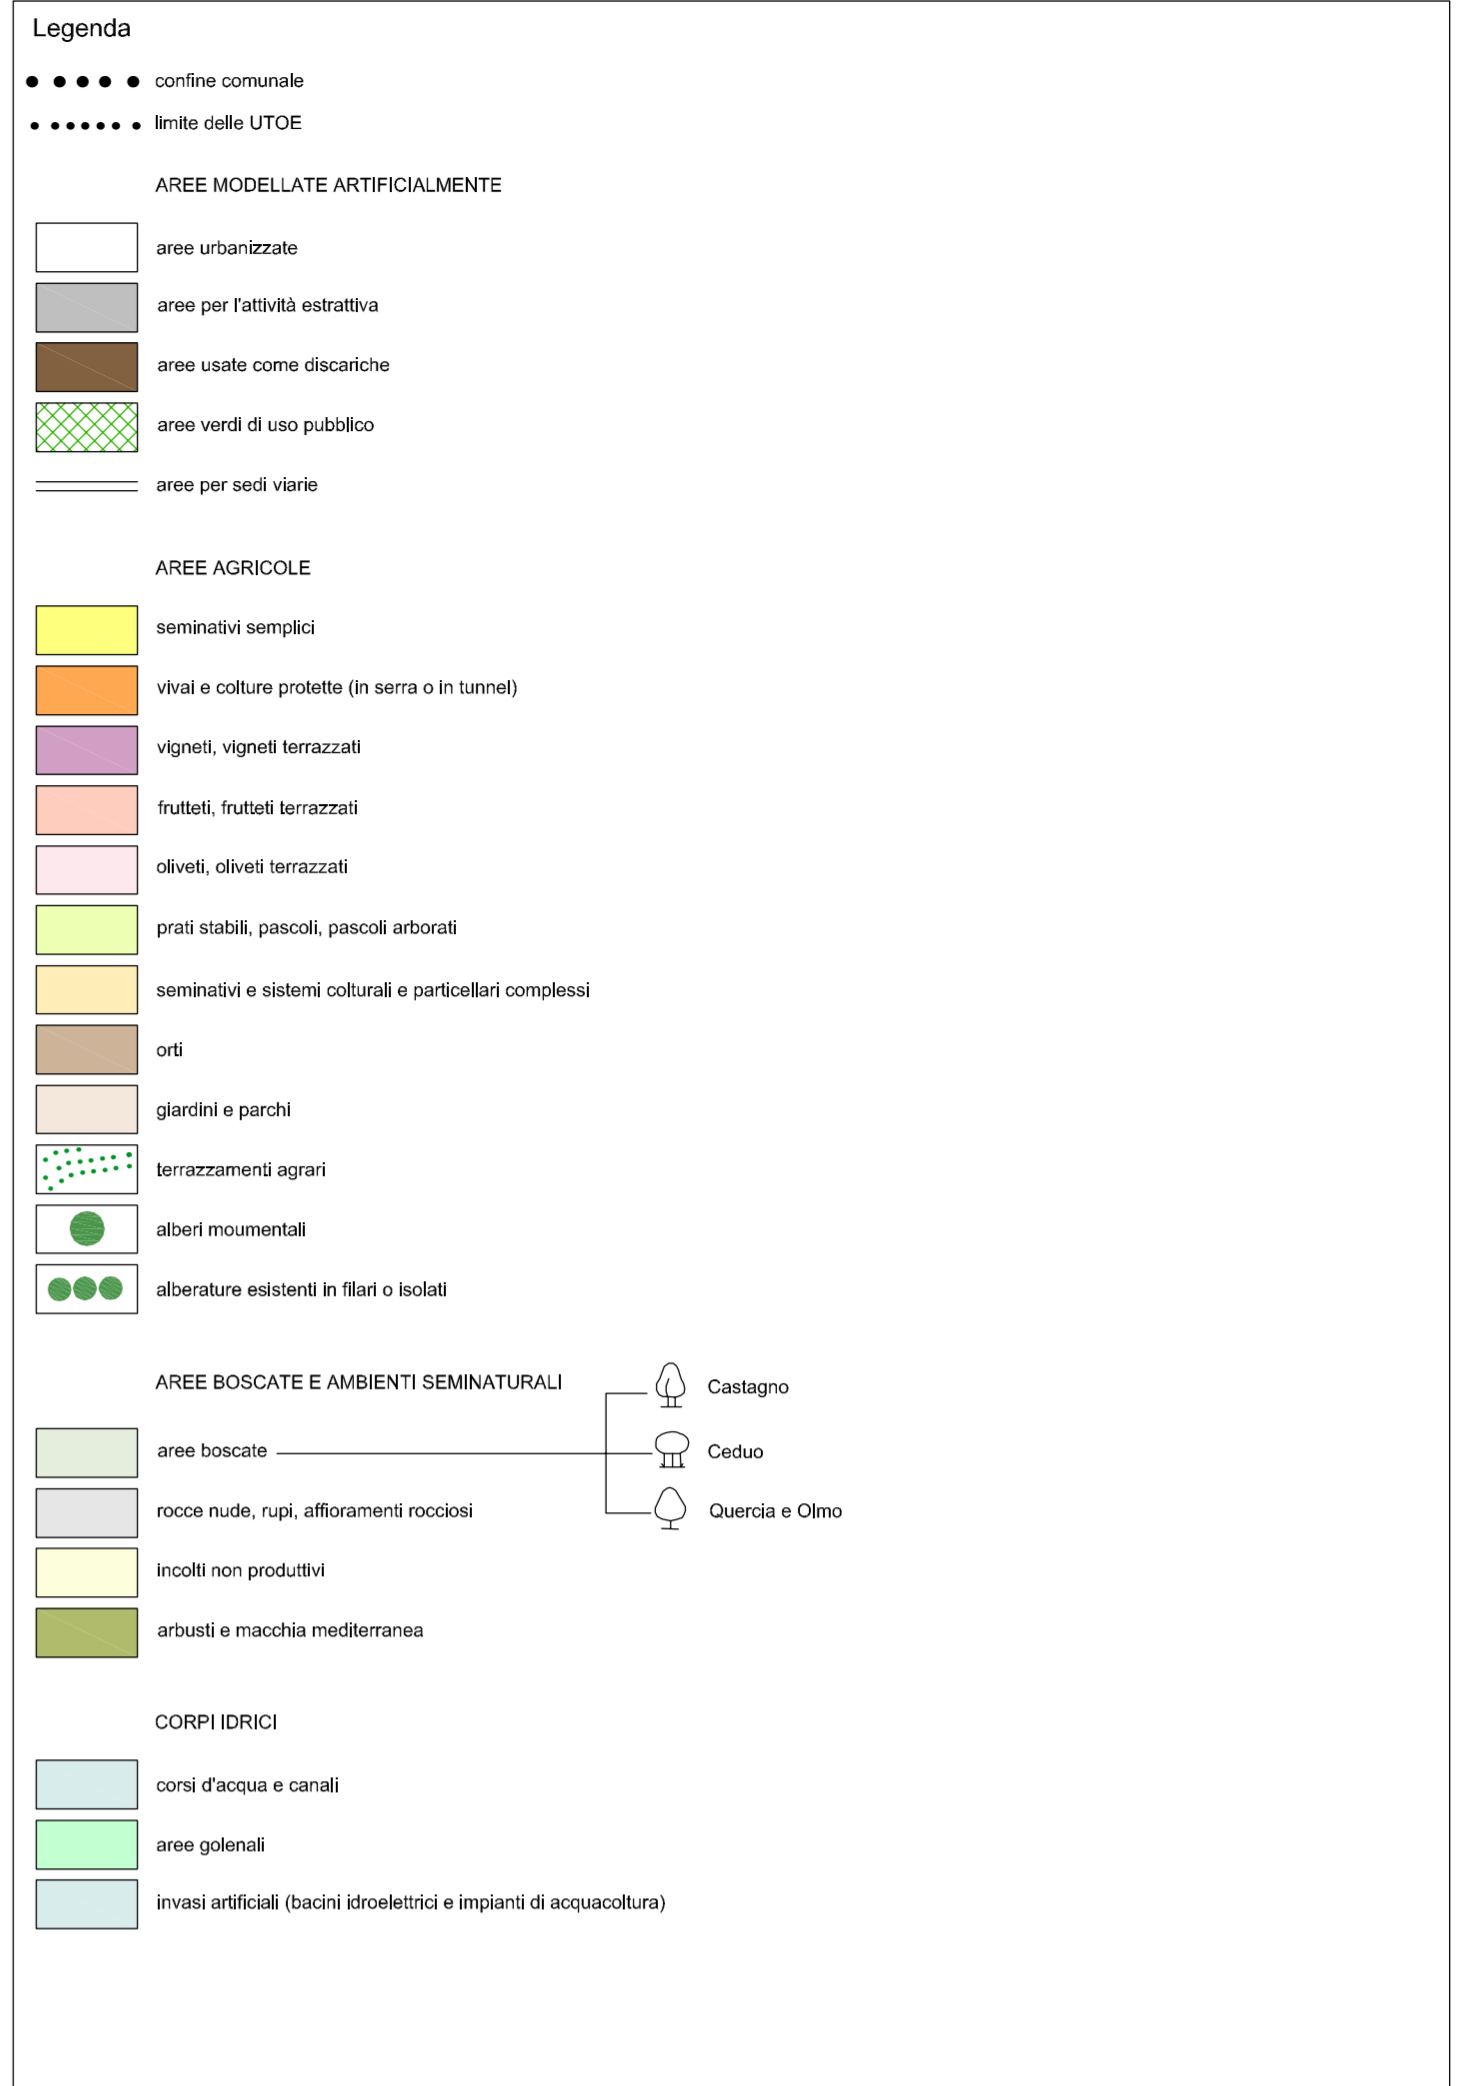 Legenda
confine comunale
limite delle UTOE
AREE MODELLATE ARTIFICIALMENTE
aree urbanizzate
aree per l'attività estrattiva
aree usate come discariche
aree verdi di uso pubblico
aree per sedi viarie
AREE AGRICOLE
seminativi semplici
vivai e colture protette (in serra o in tunnel)
vigneti, vigneti terrazzati
frutteti, frutteti terrazzati
oliveti, oliveti terrazzati
prati stabili, pascoli, pascoli arborati
seminativi e sistemi colturali e particellari complessi
orti
giardini e parchi
terrazzamenti agrari
alberi moumentali
alberature esistenti in filari o isolati
AREE BOSCATE E AMBIENTI SEMINATURALI
Castagno
aree boscate
Ceduo
rocce nude, rupi, affioramenti rocciosi
Quercia e Olmo
incolti non produttivi
arbusti e macchia mediterranea
CORPI IDRICI
corsi d'acqua e canali
aree golenali
invasi artificiali (bacini idroelettrici e impianti di acquacoltura)